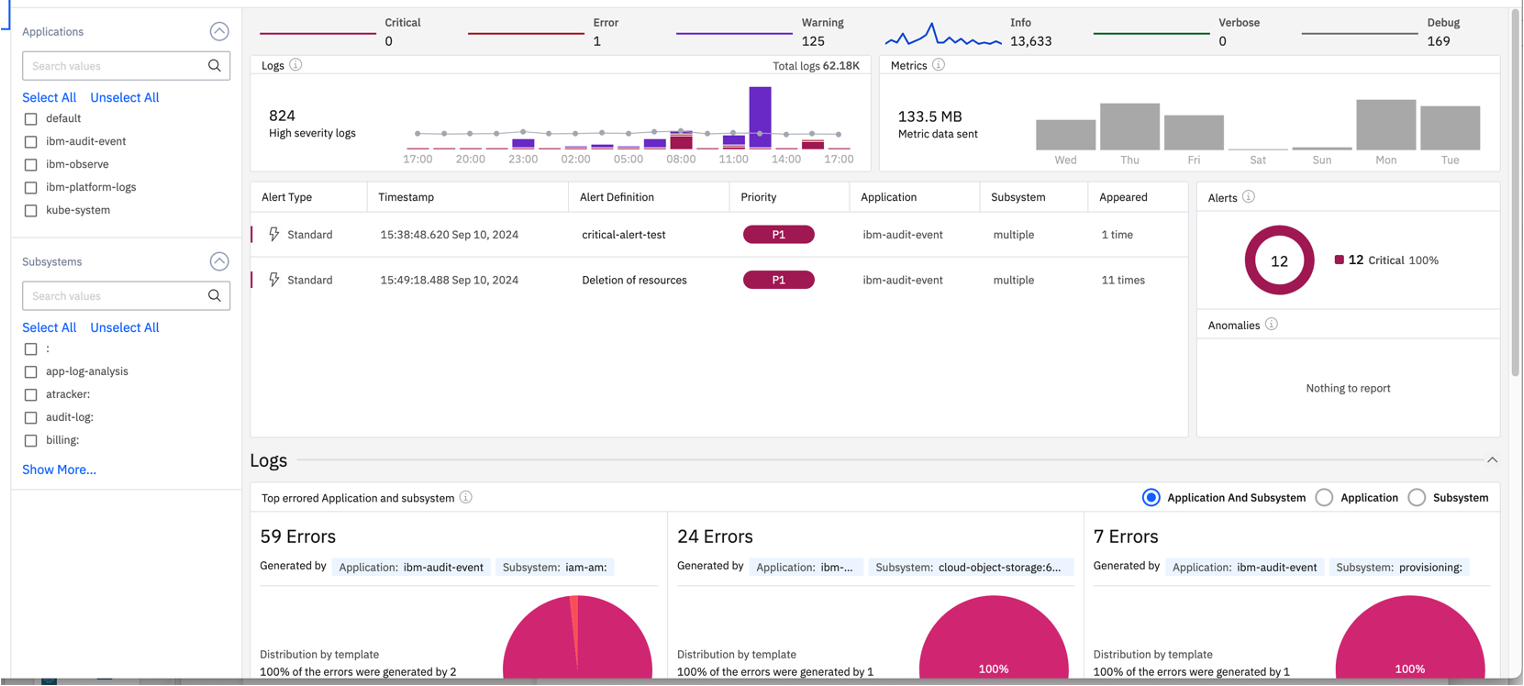 Applications
Search values
Select All Unselect All
default
ibm-audit-event
ibm-observe
ibm-platform-logs
kube-system
Subsystems
Search values
Select All Unselect All
:
app-log-analysis
atracker:
audit-log:
billing:
Show More...
Critical
0
Error
1
Warning
125
Info
13,633
Verbose
0
Debug
169
Logs
Total logs 62.18K
824
High severity logs
17:00 20:00 23:00 02:00 05:00 08:00 11:00 14:00 17:00
Metrics
133.5 MB
Metric data sent
Wed Thu Fri Sat Sun Mon Tue
Alert Type Timestamp Alert Definition Priority Application Subsystem Appeared
Standard 15:38:48.620 Sep 10, 2024 critical-alert-test P1 ibm-audit-event multiple 1 time
Standard 15:49:18.488 Sep 10, 2024 Deletion of resources P1 ibm-audit-event multiple 11 times
Alerts
12
12 Critical 100%
Anomalies
Nothing to report
Logs
Top errored Application and subsystem
Application And Subsystem Application Subsystem
59 Errors
Generated by Application: ibm-audit-event Subsystem: iam-am:
Distribution by template
100% of the errors were generated by 2
24 Errors
Generated by Application: ibm-... Subsystem: cloud-object-storage:6...
Distribution by template
100% of the errors were generated by 1
100%
7 Errors
Generated by Application: ibm-audit-event Subsystem: provisioning:
Distribution by template
100% of the errors were generated by 1
100%